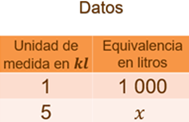 Datos
Unidad de Equivalencia
medida en kl en litros
1 1 000
5 x